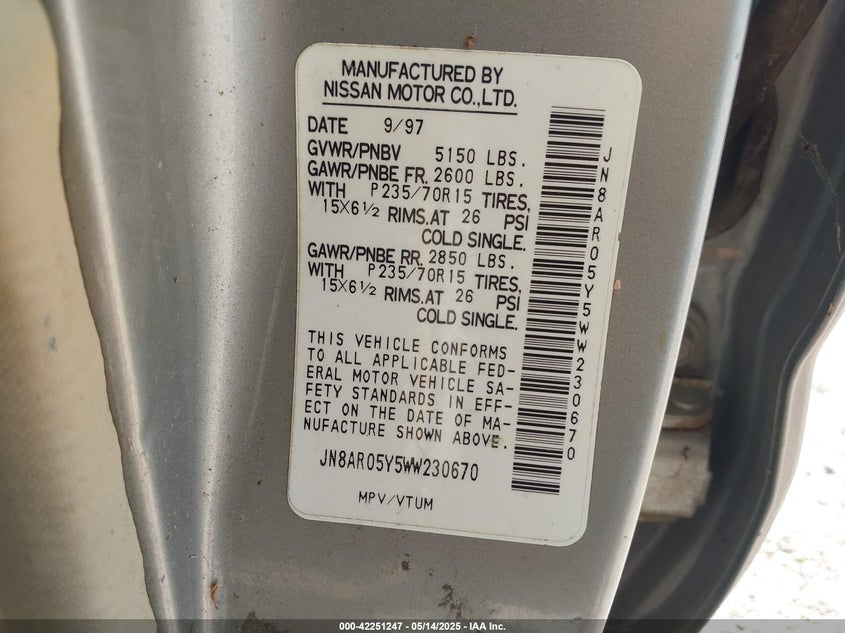 MANUFACTURED BY
NISSAN MOTOR CO.,LTD.
DATE 9/97
GVWR/PNBV 5150 LBS.
GAWR/PNBE FR. 2600 LBS.
WITH P235/70R15 TIRES,
15X6½ RIMS.AT 26 PSI
COLD SINGLE.
GAWR/PNBE RR. 2850 LBS.
WITH P235/70R15 TIRES,
15X6½ RIMS.AT 26 PSI
COLD SINGLE.
THIS VEHICLE CONFORMS
TO ALL APPLICABLE FED-
ERAL MOTOR VEHICLE SA-
FETY STANDARDS IN EFF-
ECT ON THE DATE OF MA-
NUFACTURE SHOWN ABOVE.
JN8AR05Y5WW230670
MPV/VTUM
JN8AR05Y5WW230670
000-42251247 — 05/14/2025 — IAA Inc.